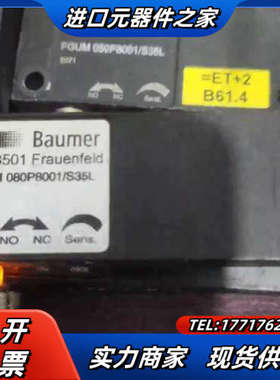 进口元器件之家
FGUM 050P8001/S35L
NO
NC
Sens.
=ET+2
B61.4
Baumer
8501 Frauenfeld
080P8001/S35L
NO
NC
Sens.
开
票
TEL:1771762
实力商家 现货供